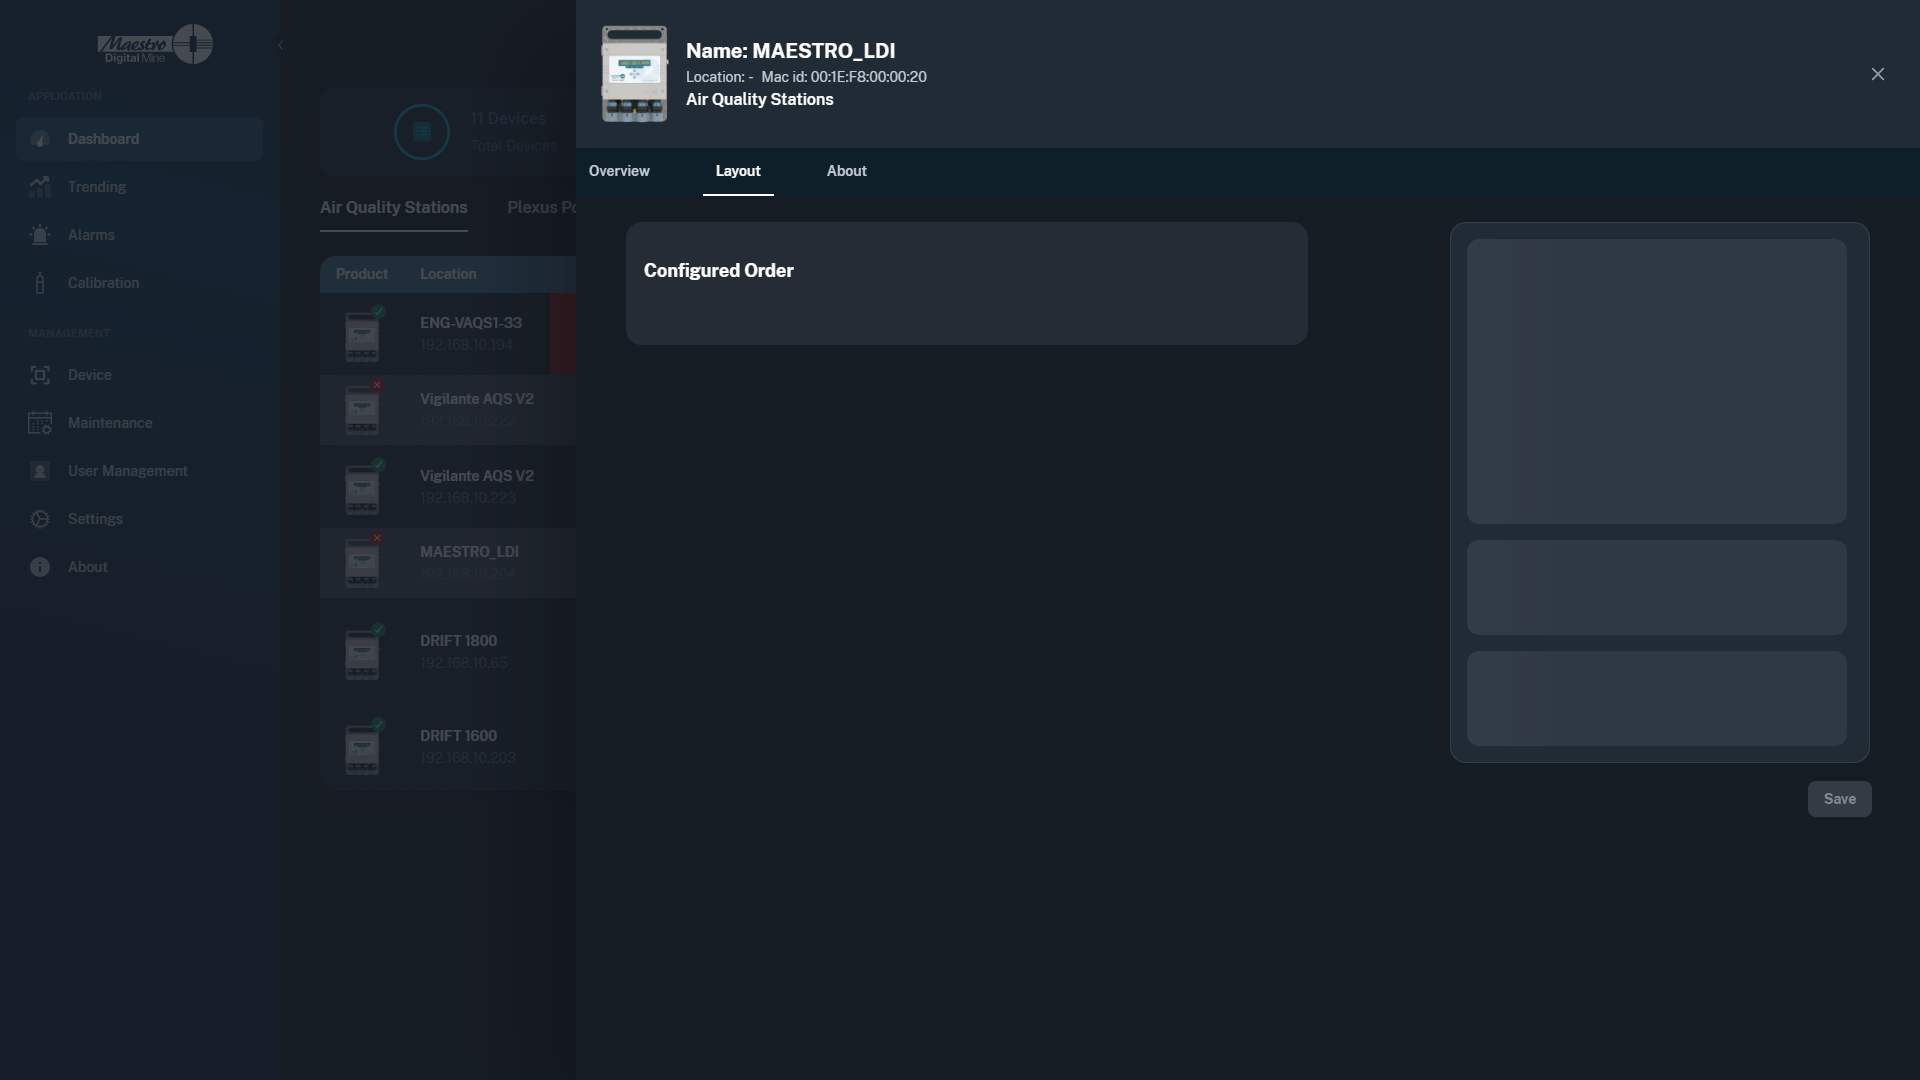 Maestro
Digital Mine
APPLICATION
Dashboard
Trending
Alarms
Calibration
MANAGEMENT
Device
Maintenance
User Management
Settings
About
11 Devices
Total Devices
Air Quality Stations
Plexus Po
Product Location
ENG-VAQS1-33
192.168.10.194
Vigilante AQS V2
192.168.10.222
Vigilante AQS V2
192.168.10.223
MAESTRO_LDI
192.168.10.204
DRIFT 1800
192.168.10.65
DRIFT 1600
192.168.10.203
Name: MAESTRO_LDI
Location: - Mac id: 00:1E:F8:00:00:20
Air Quality Stations
Overview Layout About
Configured Order
Save